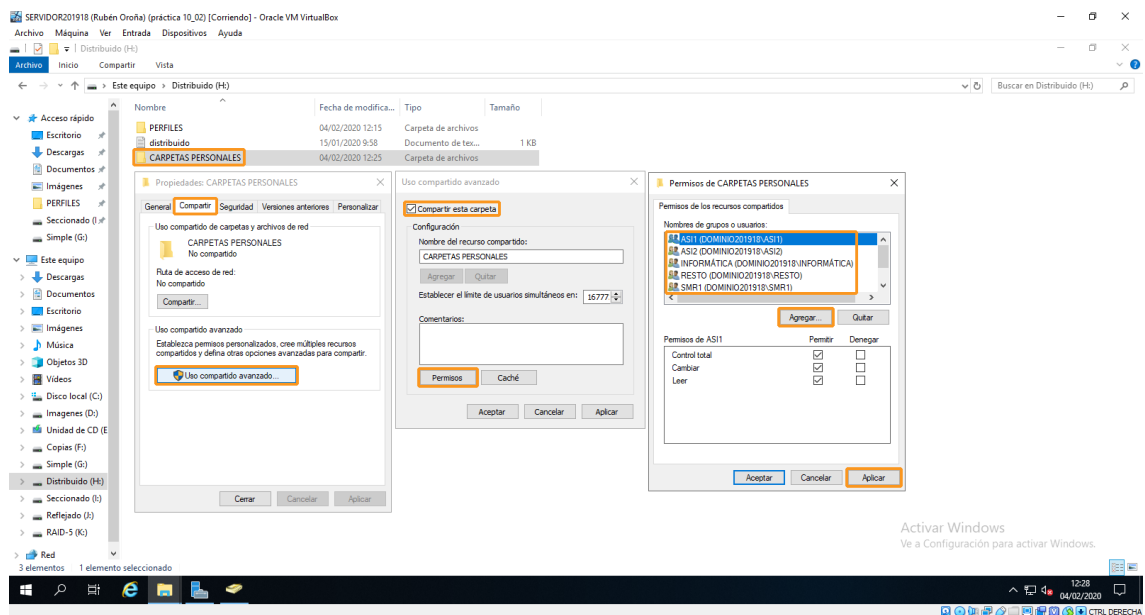 SERVIDOR201918 (Rubén Oroña) (práctica 10_02) [Corriendo] - Oracle VM VirtualBox
Archivo Máquina Ver Entrada Dispositivos Ayuda
Distribuido (H:)
Archivo Inicio Compartir Vista
Este equipo > Distribuido (H:)
Buscar en Distribuido (H:)
Acceso rápido
Escritorio
Descargas
Documentos
Imágenes
PERFILES
Seccionado (I
Simple (G:)
Este equipo
Descargas
Documentos
Escritorio
Imágenes
Música
Objetos 3D
Vídeos
Disco local (C:)
Imagenes (D:)
Unidad de CD (E
Copias (F:)
Simple (G:)
Distribuido (H:)
Seccionado (I:)
Reflejado (J:)
RAID-5 (K:)
Red
Nombre Fecha de modifica... Tipo Tamaño
PERFILES 04/02/2020 12:15 Carpeta de archivos
distribuido 15/01/2020 9:58 Documento de tex... 1 KB
CARPETAS PERSONALES 04/02/2020 12:25 Carpeta de archivos
Propiedades: CARPETAS PERSONALES
General Compartir Seguridad Versiones anteriores Personalizar
Uso compartido de carpetas y archivos de red
CARPETAS PERSONALES
No compartido
Ruta de acceso de red:
No compartido
Compartir...
Uso compartido avanzado
Establezca permisos personalizados, cree múltiples recursos
compartidos y defina otras opciones avanzadas para compartir.
Uso compartido avanzado...
Cerrar Cancelar Aplicar
Uso compartido avanzado
Compartir esta carpeta
Configuración
Nombre del recurso compartido:
CARPETAS PERSONALES
Agregar Quitar
Establecer el límite de usuarios simultáneos en: 16777
Comentarios:
Permisos Caché
Aceptar Cancelar Aplicar
Permisos de CARPETAS PERSONALES
Permisos de los recursos compartidos
Nombres de grupos o usuarios:
ASI1 (DOMINIO201918\ASI1)
ASI2 (DOMINIO201918\ASI2)
INFORMÁTICA (DOMINIO201918\INFORMÁTICA)
RESTO (DOMINIO201918\RESTO)
SMR1 (DOMINIO201918\SMR1)
Agregar... Quitar
Permisos de ASI1 Permitir Denegar
Control total
Cambiar
Leer
Aceptar Cancelar Aplicar
Activar Windows
Ve a Configuración para activar Windows.
3 elementos 1 elemento seleccionado
12:28
04/02/2020
CTRL DERECHA